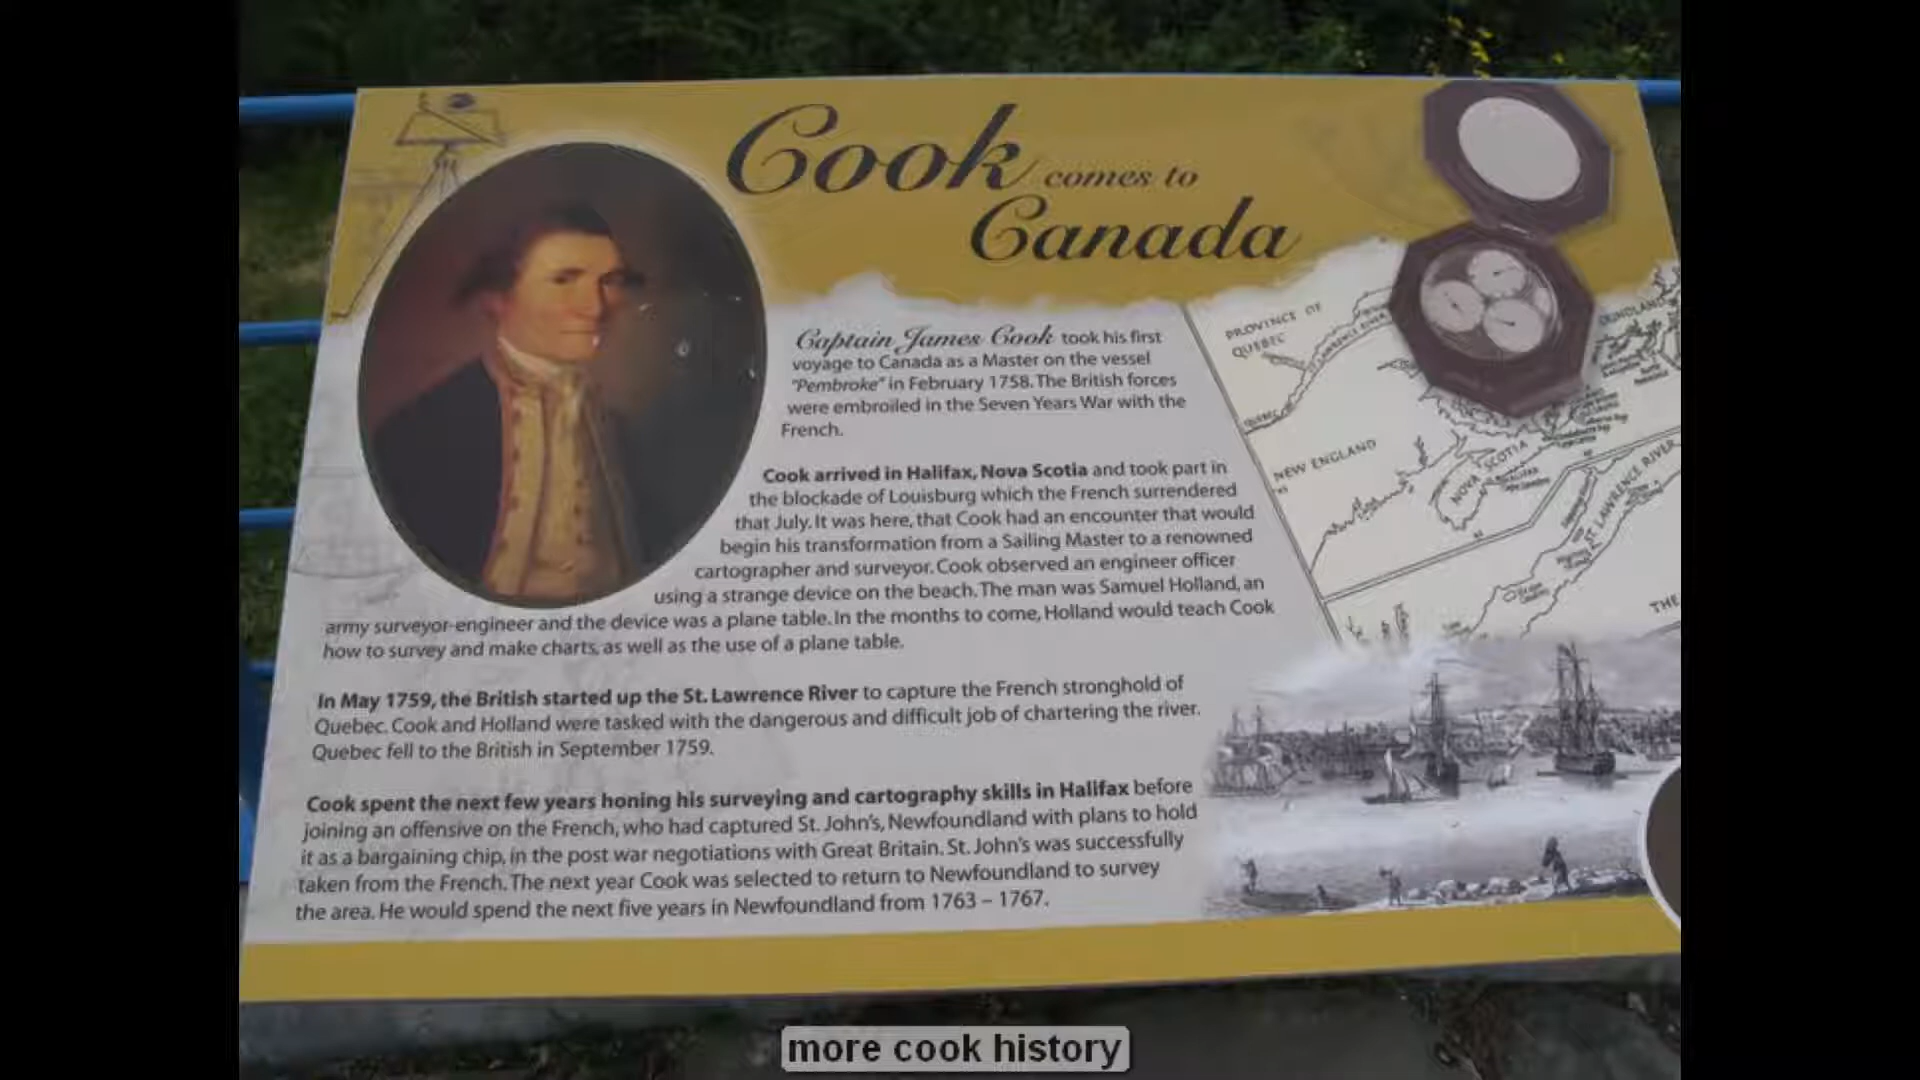 Cook comes to
Canada
Captain James Cook took his first
voyage to Canada as a Master on the vessel
"Pembroke" in February 1758. The British forces
were embroiled in the Seven Years War with the
French.
Cook arrived in Halifax, Nova Scotia and took part in
the blockade of Louisburg which the French surrendered
that July. It was here, that Cook had an encounter that would
begin his transformation from a Sailing Master to a renowned
cartographer and surveyor. Cook observed an engineer officer
using a strange device on the beach. The man was Samuel Holland, an
army surveyor-engineer and the device was a plane table. In the months to come, Holland would teach Cook
how to survey and make charts, as well as the use of a plane table.
In May 1759, the British started up the St. Lawrence River to capture the French stronghold of
Quebec. Cook and Holland were tasked with the dangerous and difficult job of chartering the river.
Quebec fell to the British in September 1759.
Cook spent the next few years honing his surveying and cartography skills in Halifax before
joining an offensive on the French, who had captured St. John's, Newfoundland with plans to hold
it as a bargaining chip, in the post war negotiations with Great Britain. St. John's was successfully
taken from the French. The next year Cook was selected to return to Newfoundland to survey
the area. He would spend the next five years in Newfoundland from 1763 – 1767.
PROVINCE OF
QUEBEC
LAWRENCE RIVER
QUEBEC
NEW ENGLAND
NOVA SCOTIA
HALIFAX
ST. LAWRENCE RIVER
THE
more cook history